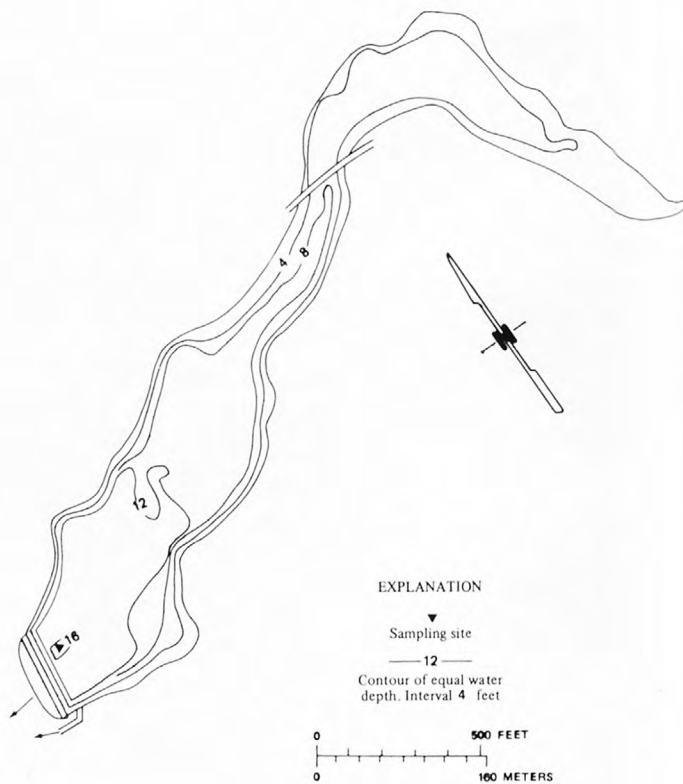 4
8
N
12
16
EXPLANATION
Sampling site
12
Contour of equal water
depth. Interval 4 feet
0 500 FEET
0 160 METERS